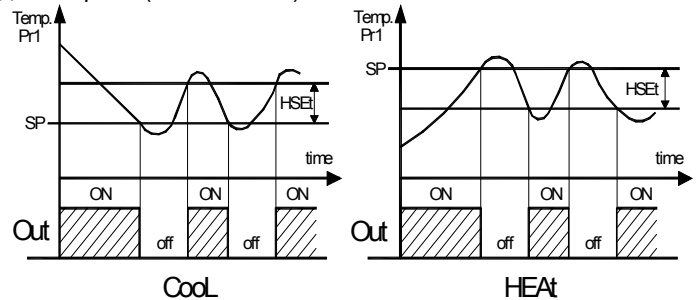 Temp.
Pr1
HSEt
SP
time
ON
ON
ON
Out
off
off
CooL
Temp.
Pr1
SP
HSEt
time
ON
ON
ON
Out
off
off
HEAt